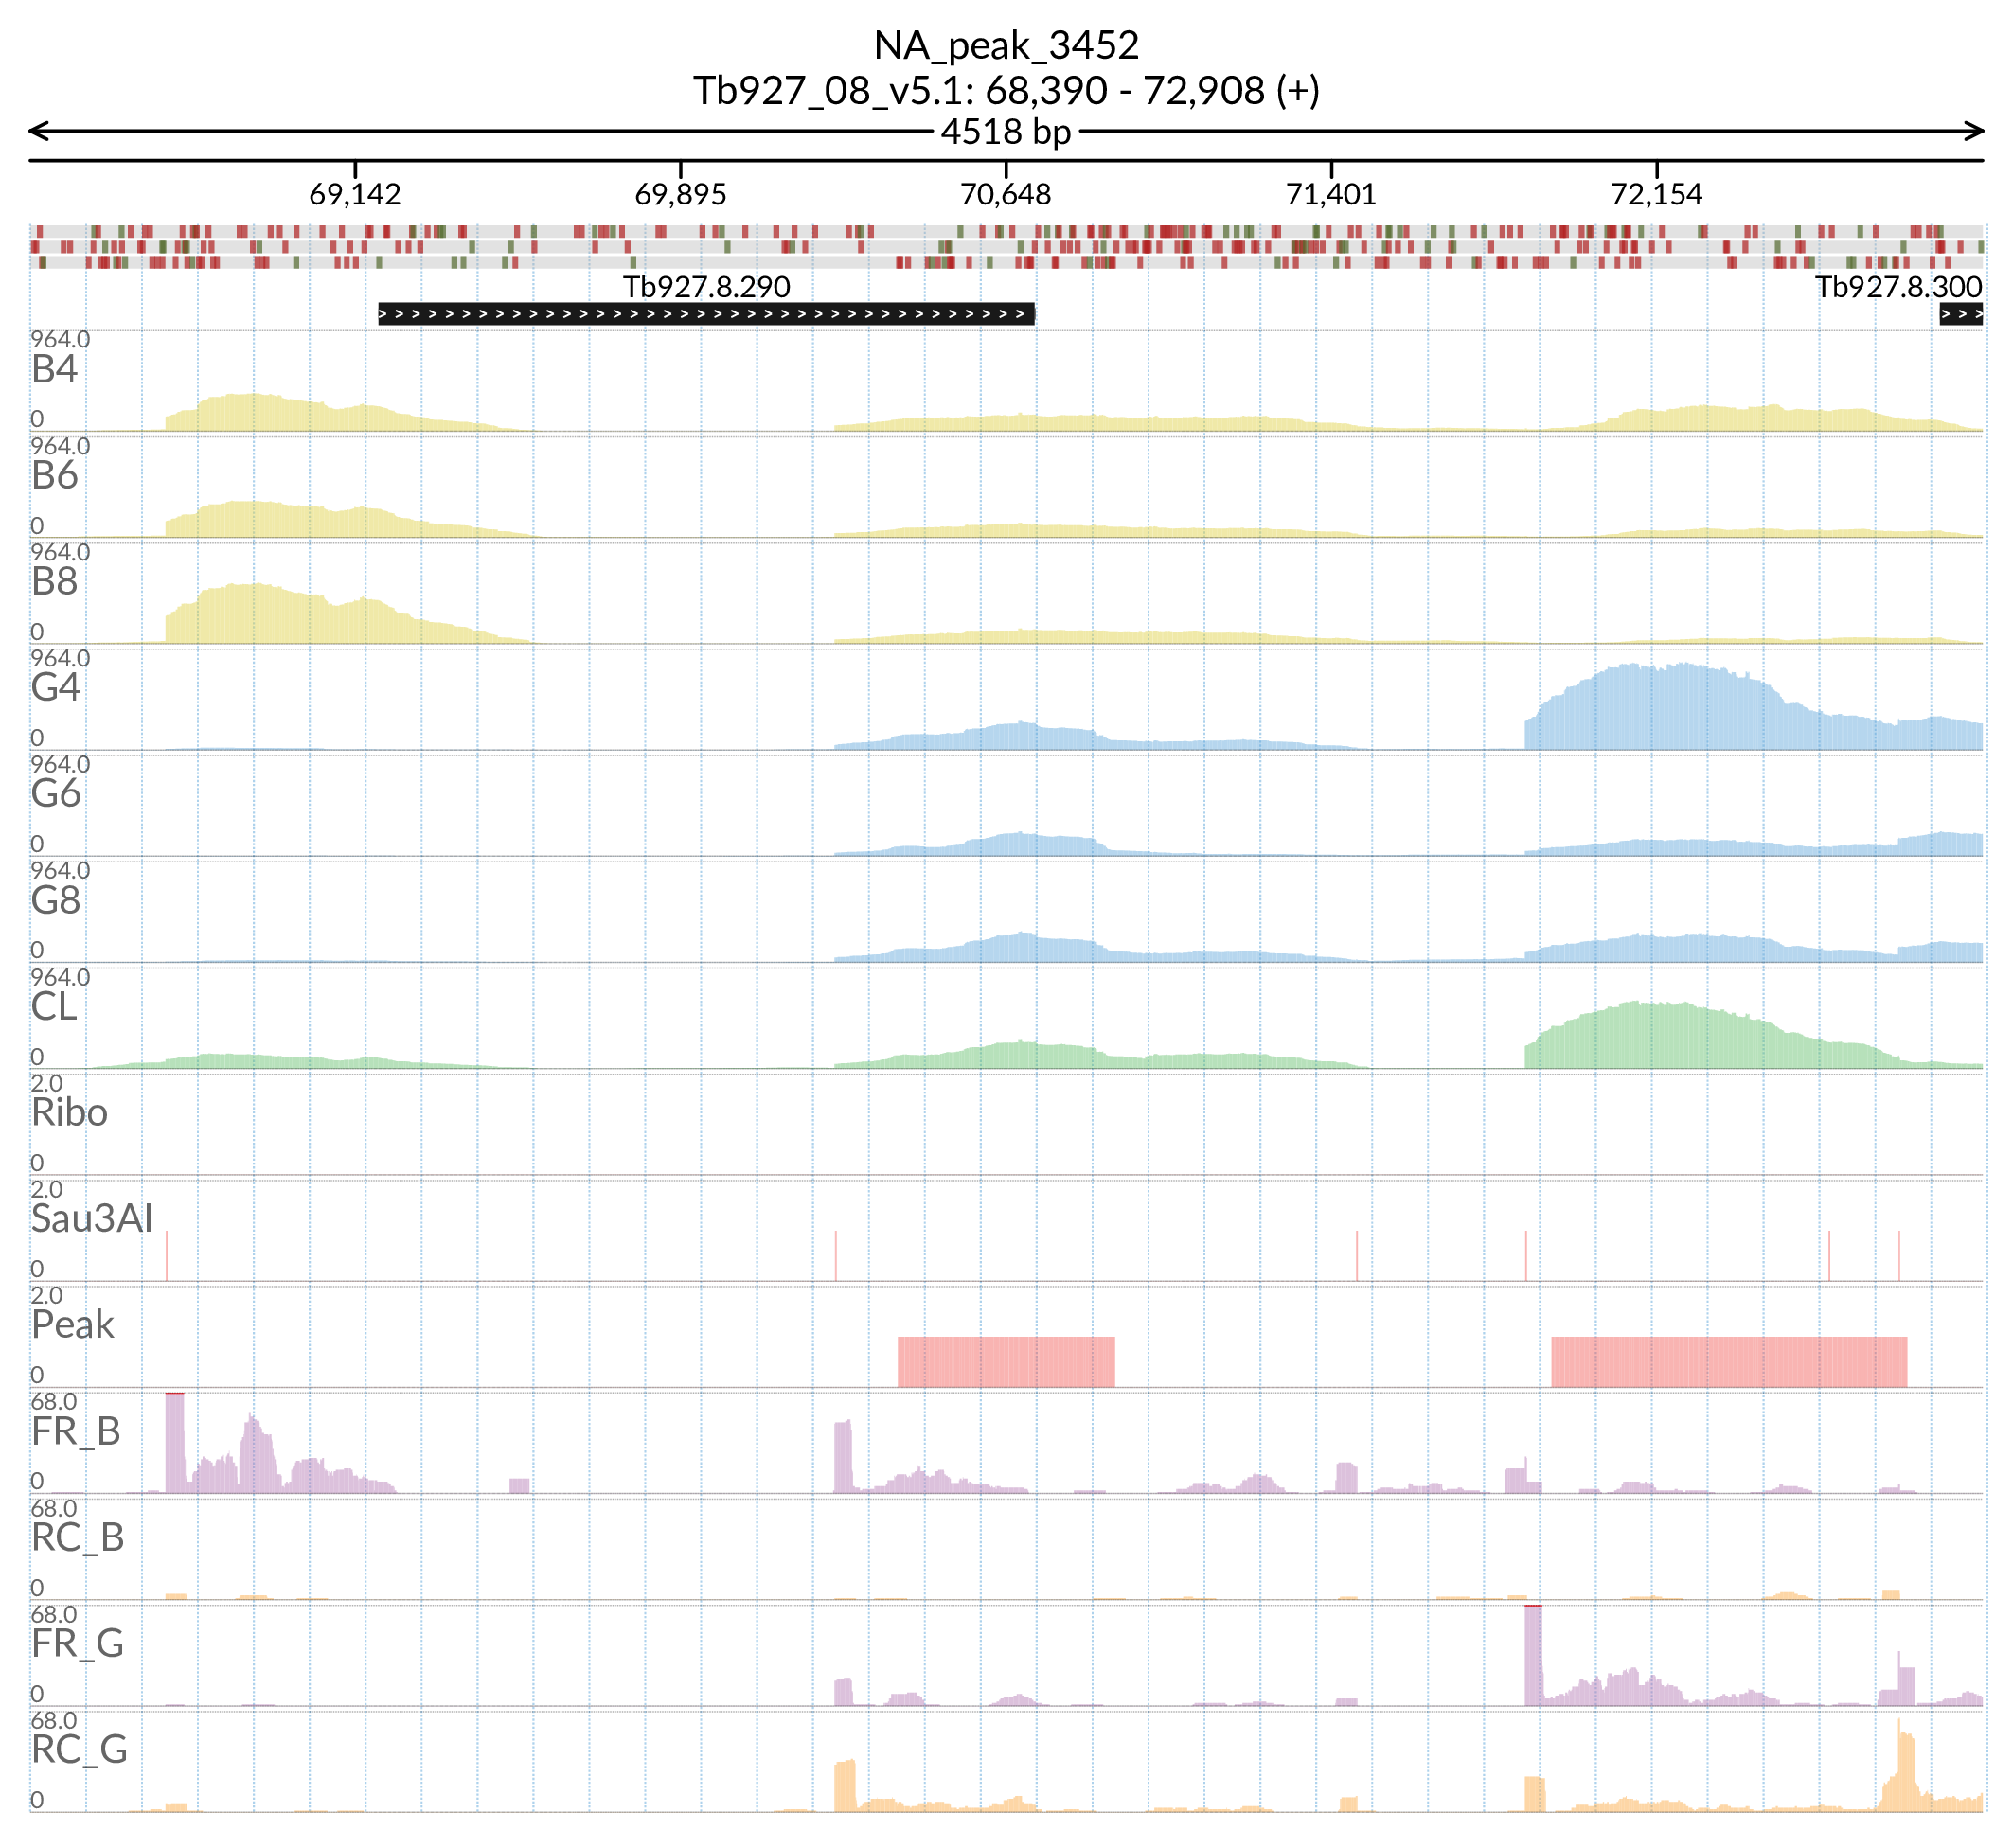 NA_peak_3452
Tb927_08_v5.1: 68,390 - 72,908 (+)
4518 bp
69,142 69,895 70,648 71,401 72,154
Tb927.8.290 Tb927.8.300
964.0
B4
0
964.0
B6
0
964.0
B8
0
964.0
G4
0
964.0
G6
0
964.0
G8
0
964.0
CL
0
2.0
Ribo
0
2.0
Sau3AI
0
2.0
Peak
0
68.0
FR_B
0
68.0
RC_B
0
68.0
FR_G
0
68.0
RC_G
0